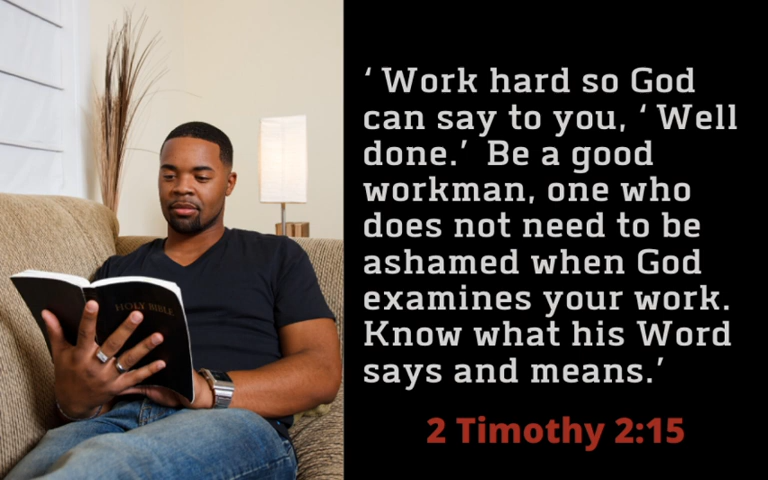 HOLY BIBLE
‘ Work hard so God
can say to you, ‘ Well
done.’ Be a good
workman, one who
does not need to be
ashamed when God
examines your work.
Know what his Word
says and means.’
2 Timothy 2:15